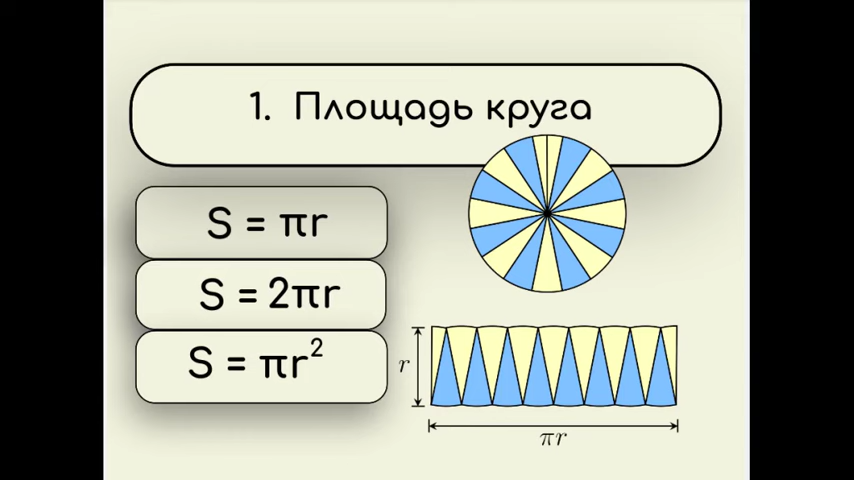 1. Площадь круга
S = πr
S = 2πr
S = πr²
r
πr